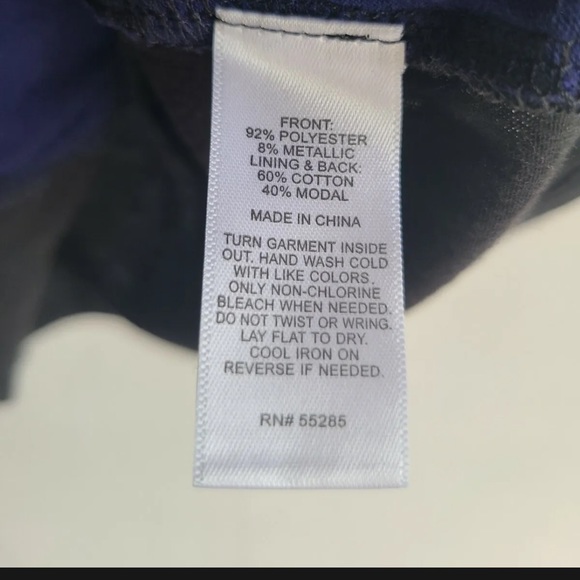 FRONT:
92% POLYESTER
8% METALLIC
LINING & BACK:
60% COTTON
40% MODAL
MADE IN CHINA
TURN GARMENT INSIDE
OUT. HAND WASH COLD
WITH LIKE COLORS.
ONLY NON-CHLORINE
BLEACH WHEN NEEDED.
DO NOT TWIST OR WRING.
LAY FLAT TO DRY.
COOL IRON ON
REVERSE IF NEEDED.
RN# 55285